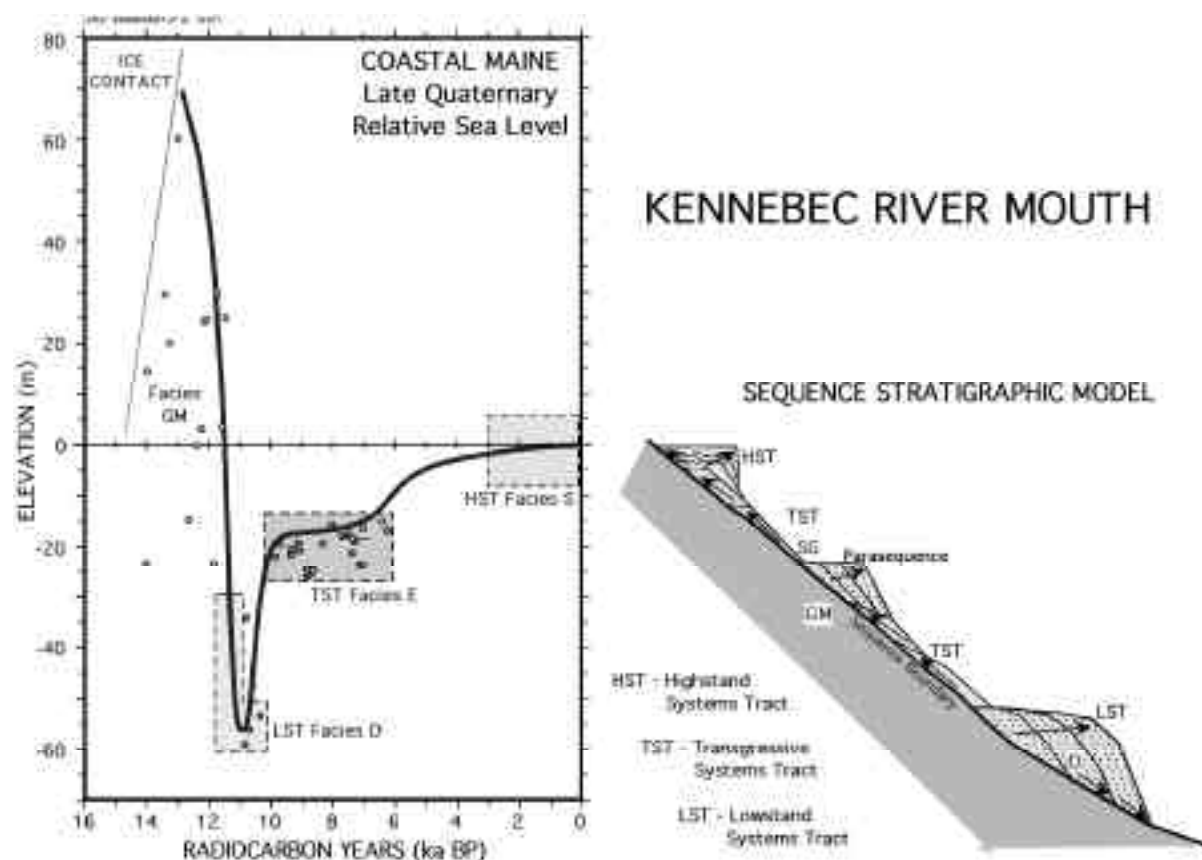 80
60
40
20
0
-20
-40
-60
ELEVATION (m)
16
14
12
10
8
6
4
2
0
RADIOCARBON YEARS (ka BP)
ICE
CONTACT
COASTAL MAINE
Late Quaternary
Relative Sea Level
Facies
GM
HST Facies S
TST Facies E
LST Facies D
KENNEBEC RIVER MOUTH
SEQUENCE STRATIGRAPHIC MODEL
S
HST
TST
SG
Parasequence
GM
Sequence Boundary
TST
LST
D
HST - Highstand
Systems Tract
TST - Transgressive
Systems Tract
LST - Lowstand
Systems Tract